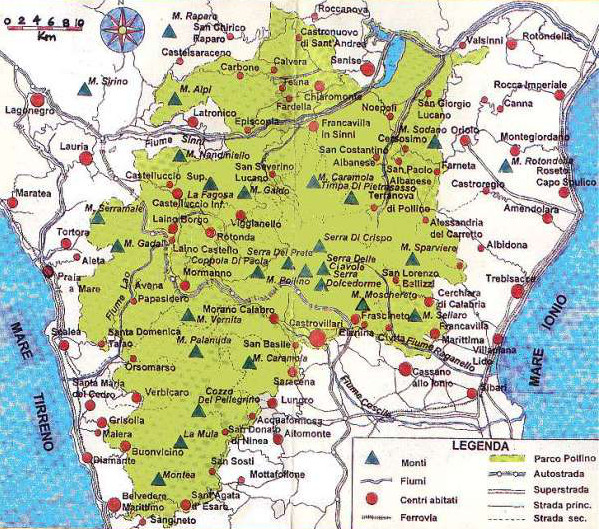 0 2 4 6 8 10
Km
M. Raparo
San Chirico
Raparo
Roccanova
Castronuovo
di Sant'Andrea
Senise
Valsinni
Rotondella
Castelsaraceno
Carbone
Calvera
Teana
Fardella
Chiaromonte
M. Sirino
M. Alpi
Rocca Imperiale
Canna
Lagonegro
Latronico
Episcopia
Francavilla
in Sinni
Noepoli
San Giorgio
Lucano
Montegiordano
Fiume Sinni
Cersosimo
M. Sodano
Oriolo
Lauria
M. Nandiniello
San Severino
Lucano
San Costantino
Albanese
San Paolo
Albanese
Farneta
M. Rotondella
Roseto
Capo Spulico
Castelluccio Sup.
La Fagosa
Castelluccio Inf.
M. Gaido
M. Caramola
Timpa Di Pietrasasso
Terranova
di Pollino
Castroregio
Maratea
M. Serramale
Laino Borgo
Viggianello
Alessandria
del Carretto
Amendolara
Tortora
M. Gada
Rotonda
Laino Castello
Serra Di Crispo
M. Sparviere
Albidona
Aieta
Coppola Di Paola
Serra Del Prete
Serra Delle
Ciavole
Serra
Dolcedorme
San Lorenzo
Bellizzi
Praia
a Mare
Avena
Mormanno
M. Pollino
Trebisacce
Fiume Lao
Papasidero
M. Moschereto
Cerchiara
di Calabria
M. Vernita
Morano Calabro
Frascineto
M. Sellaro
Francavilla
Marittima
Castrovillari
Civita
Fiume Raganello
Villapiana
Lido
MARE
TIRRENO
MARE IONIO
Scalea
Santa Domenica
Talao
M. Palanuda
San Basile
M. Caramola
Orsomarso
Saracena
Cassano
allo Ionio
Sibari
Santa Maria
del Cedro
Verbicaro
Cozzo
Del Pellegrino
Lungro
Fiume Coscile
Grisolia
Acquaformosa
Maiera
La Mula
San Donato
di Ninea
Altomonte
Buonvicino
Diamante
San Sosti
Mottafollone
Montea
Belvedere
Marittimo
Sant'Agata
d' Esaro
Sangineto
LEGENDA
Monti
Fiumi
Centri abitati
Ferrovia
Parco Pollino
Autostrada
Superstrada
Strada princ.
Strada sec.